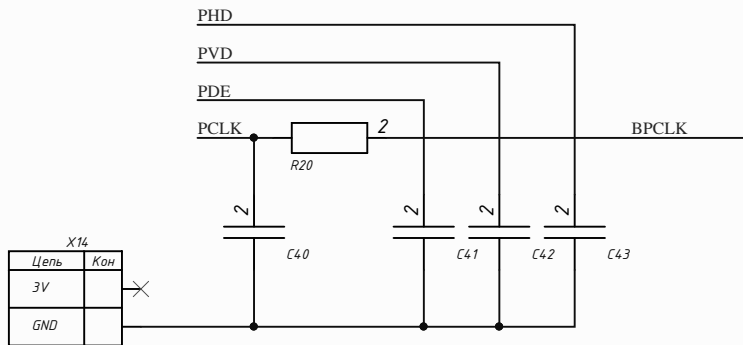 PHD
PVD
PDE
PCLK
2
BPCLK
R20
2
2
2
2
C40
C41
C42
C43
X14
Цепь Кон
3V
GND